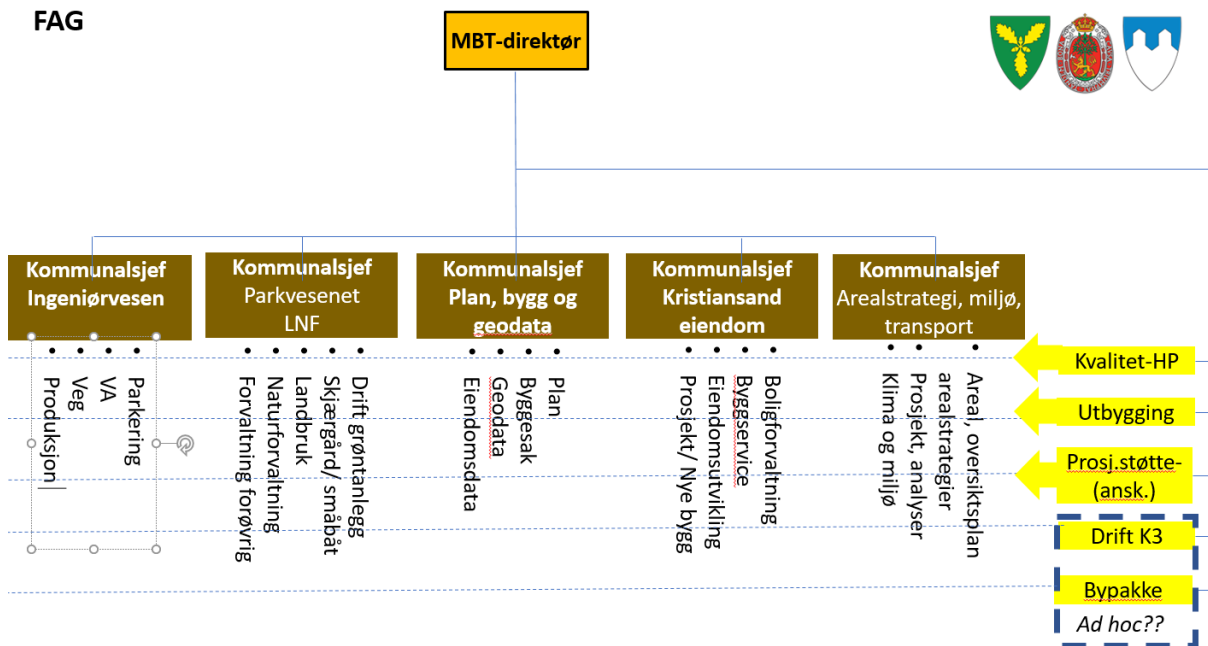 FAG
MBT-direktør
Kommunalsjef
Ingeniørvesen
Kommunalsjef
Parkvesenet
LNF
Kommunalsjef
Plan, bygg og
geodata
Kommunalsjef
Kristiansand
eiendom
Kommunalsjef
Arealstrategi, miljø,
transport
• Parkering
• VA
• Veg
• Produksjon
• Drift grøntanlegg
• Skjærgård/ småbåt
• Landbruk
• Naturforvaltning
• Forvaltning forøvrig
• Plan
• Byggesak
• Geodata
• Eiendomsdata
• Boligforvaltning
• Byggservice
• Eiendomsutvikling
• Prosjekt/ Nye bygg
• Areal, oversiktsplan
arealstrategier
• Prosjekt, analyser
• Klima og miljø
Kvalitet-HP
Utbygging
Prosj.støtte-
(ansk.)
Drift K3
Bypakke
Ad hoc??